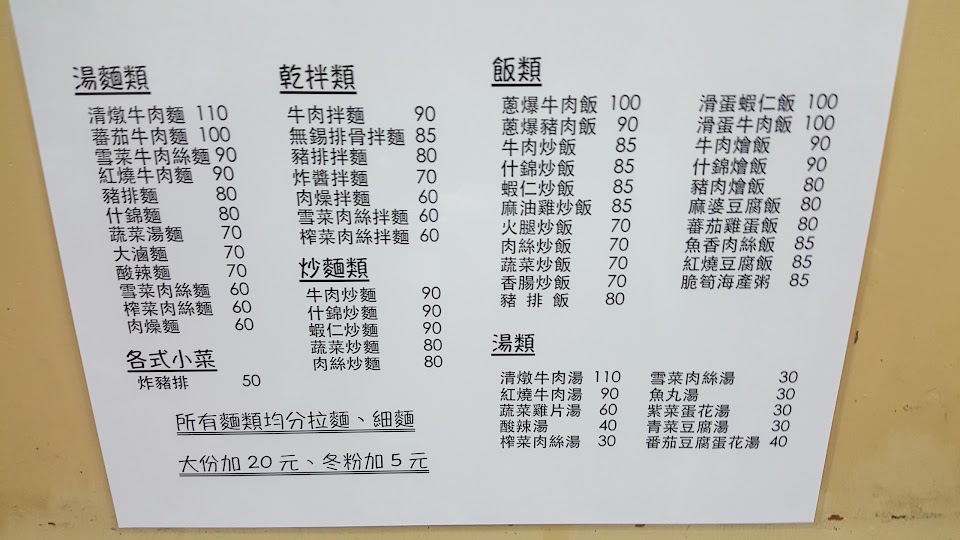 湯麵類
清燉牛肉麵 110
蕃茄牛肉麵 100
雪菜牛肉絲麵 90
紅燒牛肉麵 90
豬排麵 80
什錦麵 80
蔬菜湯麵 70
大滷麵 70
酸辣麵 70
雪菜肉絲麵 60
榨菜肉絲麵 60
肉燥麵 60
各式小菜
炸豬排 50
乾拌類
牛肉拌麵 90
無錫排骨拌麵 85
豬排拌麵 80
炸醬拌麵 70
肉燥拌麵 60
雪菜肉絲拌麵 60
榨菜肉絲拌麵 60
炒麵類
牛肉炒麵 90
什錦炒麵 90
蝦仁炒麵 90
蔬菜炒麵 80
肉絲炒麵 80
所有麵類均分拉麵、細麵
大份加 20 元、冬粉加 5 元
飯類
蔥爆牛肉飯 100
蔥爆豬肉飯 90
牛肉炒飯 85
什錦炒飯 85
蝦仁炒飯 85
麻油雞炒飯 85
火腿炒飯 70
肉絲炒飯 70
蔬菜炒飯 70
香腸炒飯 70
豬 排 飯 80
滑蛋蝦仁飯 100
滑蛋牛肉飯 100
牛肉燴飯 90
什錦燴飯 90
豬肉燴飯 80
麻婆豆腐飯 80
蕃茄雞蛋飯 80
魚香肉絲飯 85
紅燒豆腐飯 85
脆筍海產粥 85
湯類
清燉牛肉湯 110
紅燒牛肉湯 90
蔬菜雞片湯 60
酸辣湯 40
榨菜肉絲湯 30
雪菜肉絲湯 30
魚丸湯 30
紫菜蛋花湯 30
青菜豆腐湯 30
番茄豆腐蛋花湯 40